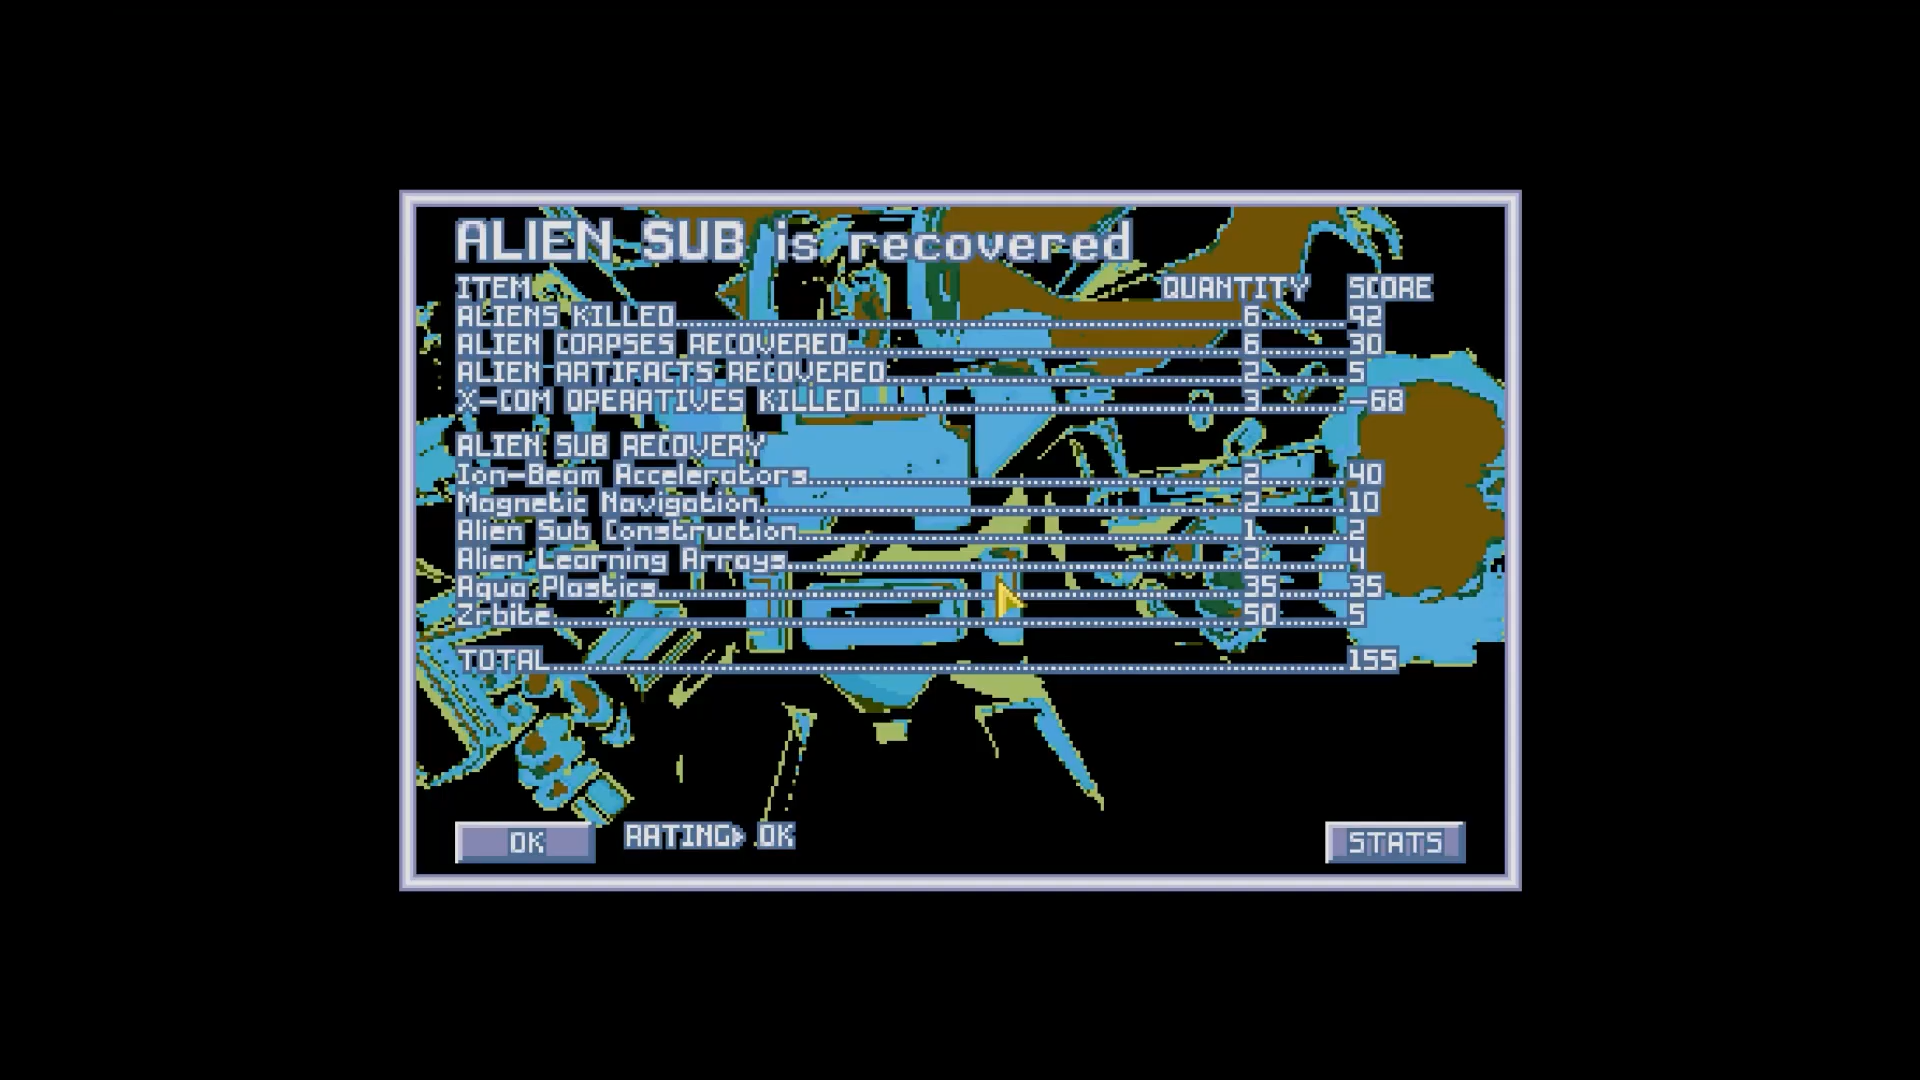 ALIEN SUB is recovered
ITEM QUANTITY SCORE
ALIENS KILLED 6 92
ALIEN CORPSES RECOVERED 6 30
ALIEN ARTIFACTS RECOVERED 2 5
X-COM OPERATIVES KILLED 3 -68
ALIEN SUB RECOVERY
Ion-Beam Accelerators 2 40
Magnetic Navigation 2 10
Alien Sub Construction 1 2
Alien Learning Arrays 2 4
Aqua Plastics 35 35
Zrbite 50 5
TOTAL 155
OK RATING> OK STATS